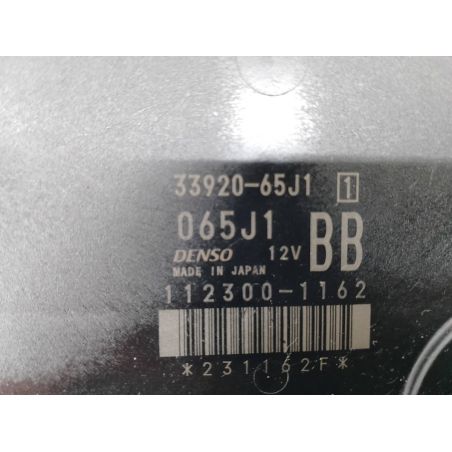 33920-65J1 1
065J1 BB
DENSO 12V
MADE IN JAPAN
112300-1162
*231162F*